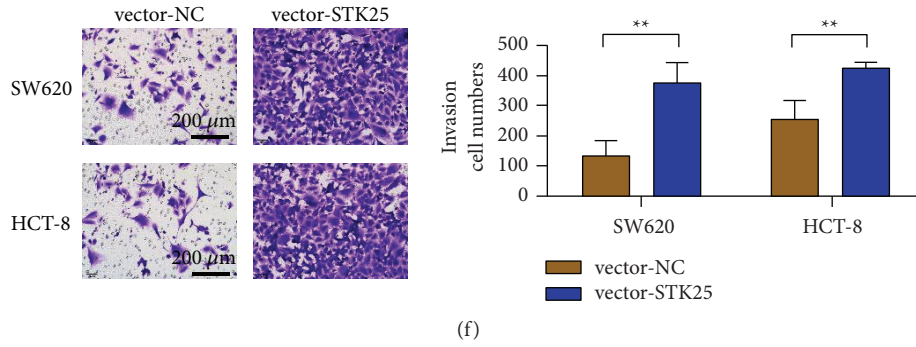 vector-NC vector-STK25
SW620
200 µm
HCT-8
200 µm
** **
500
400
300
200
100
0
Invasion
cell numbers
SW620 HCT-8
vector-NC
vector-STK25
(f)